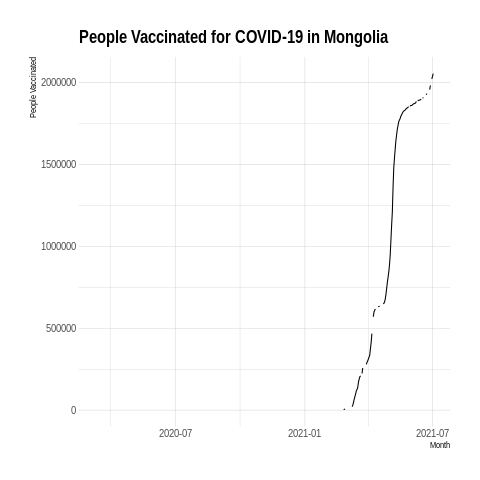 People Vaccinated for COVID-19 in Mongolia
People Vaccinated
2000000
1500000
1000000
500000
0
2020-07 2021-01 2021-07
Month